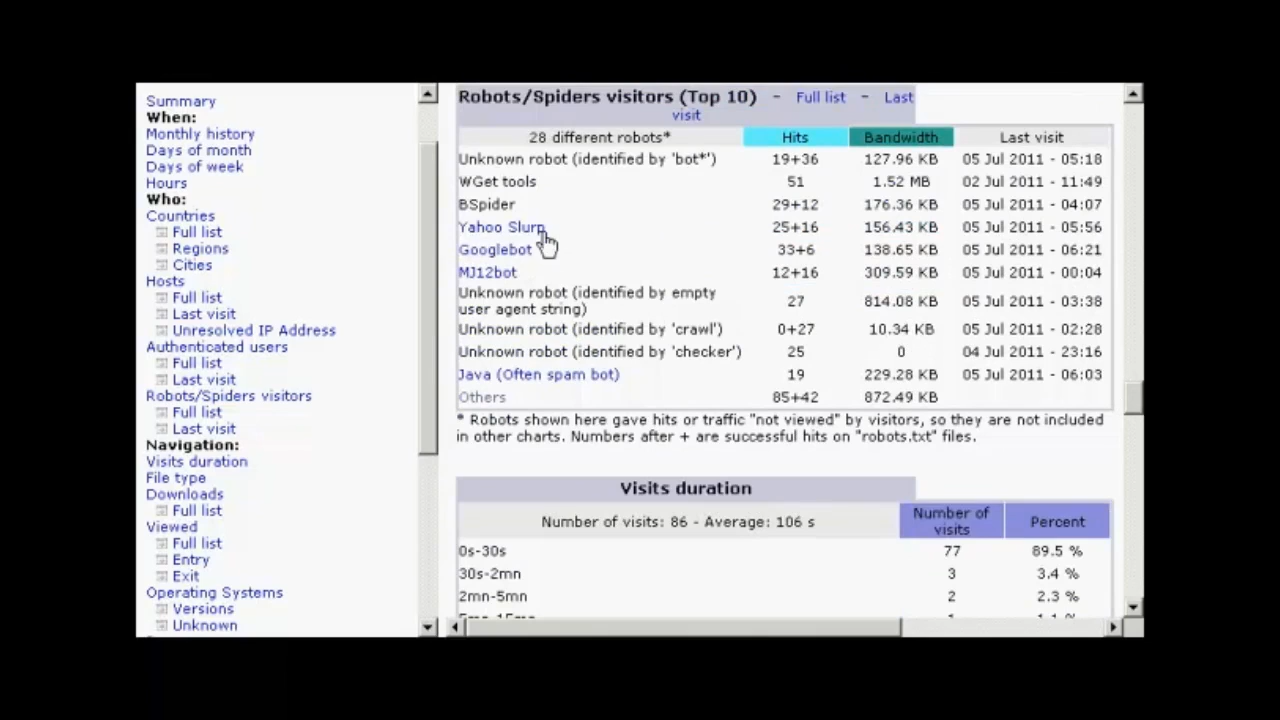 Summary
When:
Monthly history
Days of month
Days of week
Hours
Who:
Countries
Full list
Regions
Cities
Hosts
Full list
Last visit
Unresolved IP Address
Authenticated users
Full list
Last visit
Robots/Spiders visitors
Full list
Last visit
Navigation:
Visits duration
File type
Downloads
Full list
Viewed
Full list
Entry
Exit
Operating Systems
Versions
Unknown
Robots/Spiders visitors (Top 10) - Full list - Last
visit
28 different robots* Hits Bandwidth Last visit
Unknown robot (identified by 'bot*') 19+36 127.96 KB 05 Jul 2011 - 05:18
WGet tools 51 1.52 MB 02 Jul 2011 - 11:49
BSpider 29+12 176.36 KB 05 Jul 2011 - 04:07
Yahoo Slurp 25+16 156.43 KB 05 Jul 2011 - 05:56
Googlebot 33+6 138.65 KB 05 Jul 2011 - 06:21
MJ12bot 12+16 309.59 KB 05 Jul 2011 - 00:04
Unknown robot (identified by empty
user agent string) 27 814.08 KB 05 Jul 2011 - 03:38
Unknown robot (identified by 'crawl') 0+27 10.34 KB 05 Jul 2011 - 02:28
Unknown robot (identified by 'checker') 25 0 04 Jul 2011 - 23:16
Java (Often spam bot) 19 229.28 KB 05 Jul 2011 - 06:03
Others 85+42 872.49 KB
* Robots shown here gave hits or traffic "not viewed" by visitors, so they are not included
in other charts. Numbers after + are successful hits on "robots.txt" files.
Visits duration
Number of visits: 86 - Average: 106 s Number of visits Percent
0s-30s 77 89.5 %
30s-2mn 3 3.4 %
2mn-5mn 2 2.3 %